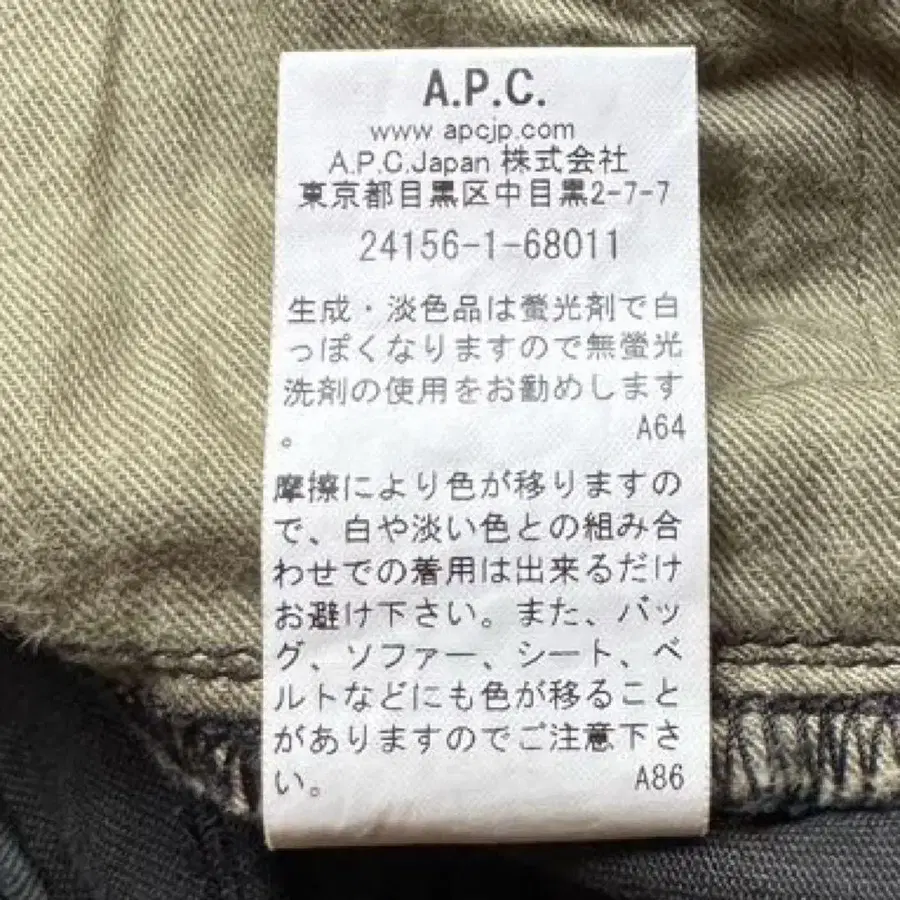 A.P.C.
www apcjp.com
A.P.C.Japan 株式会社
東京都目黒区中目黒2-7-7
24156-1-68011
生成・淡色品は螢光剤で白
っぽくなりますので無螢光
洗剤の使用をお勧めします
。 A64
摩擦により色が移りますの
で、白や淡い色との組み合
わせでの着用は出来るだけ
お避け下さい。また、バッ
グ、ソファー、シート、ベ
ルトなどにも色が移ること
がありますのでご注意下さ
い。 A86